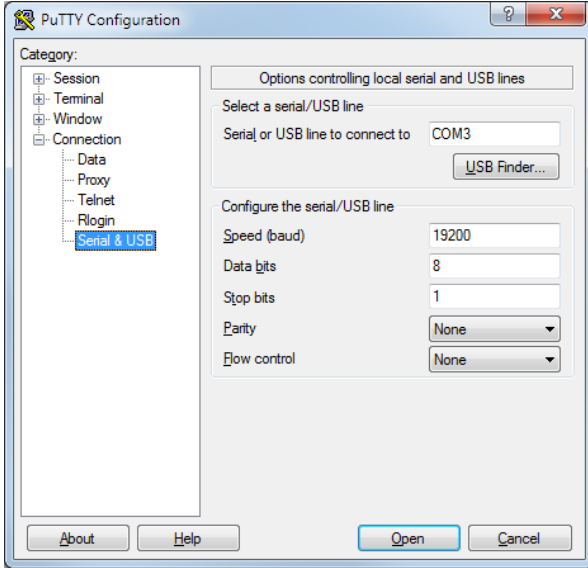 PuTTY Configuration
Category:
Session
Terminal
Window
Connection
Data
Proxy
Telnet
Rlogin
Serial & USB
Options controlling local serial and USB lines
Select a serial/USB line
Serial or USB line to connect to COM3
USB Finder...
Configure the serial/USB line
Speed (baud) 19200
Data bits 8
Stop bits 1
Parity None
Flow control None
About Help Open Cancel